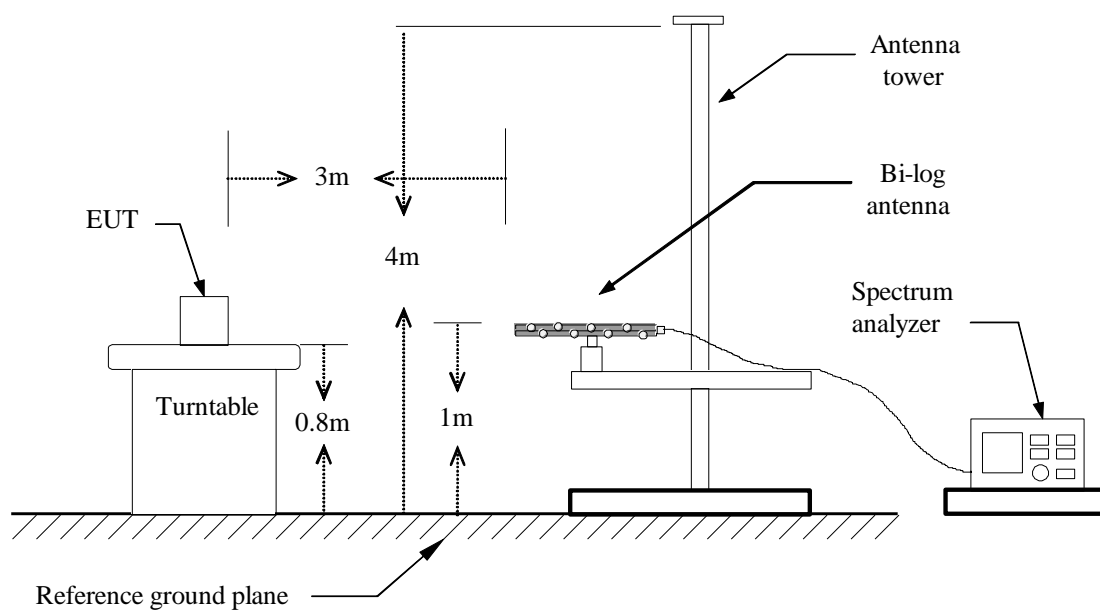 Antenna
tower
3m
Bi-log
antenna
EUT
4m
Spectrum
analyzer
Turntable
0.8m
1m
Reference ground plane